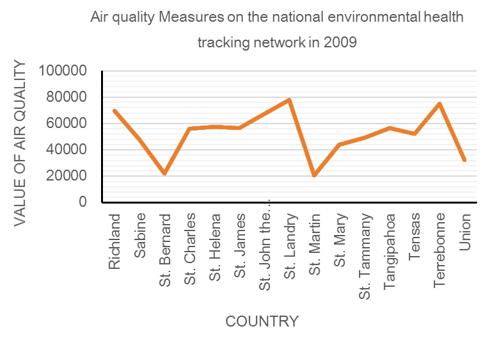 Air quality Measures on the national environmental health
tracking network in 2009
VALUE OF AIR QUALITY
100000
80000
60000
40000
20000
0
Richland
Sabine
St. Bernard
St. Charles
St. Helena
St. James
St. John the…
St. Landry
St. Martin
St. Mary
St. Tammany
Tangipahoa
Tensas
Terrebonne
Union
COUNTRY